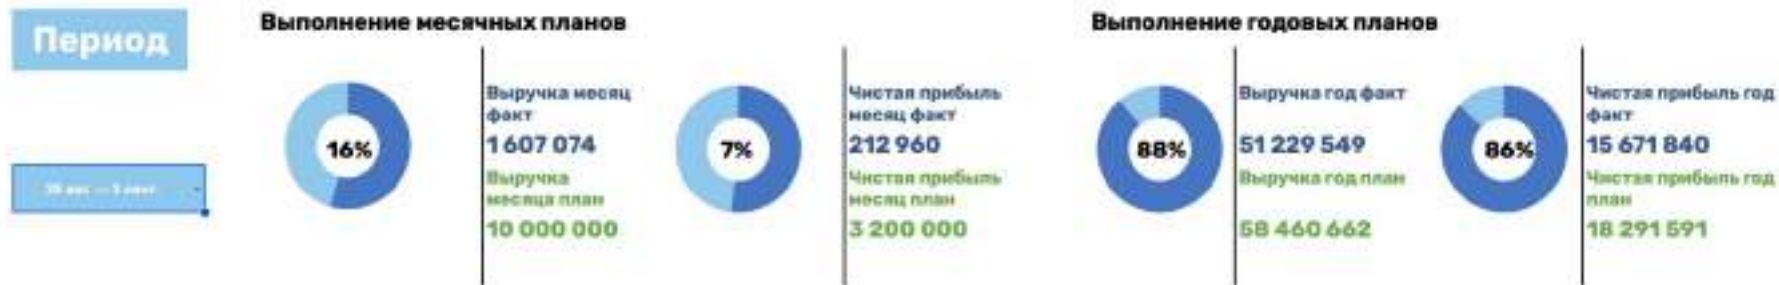 Период
Выполнение месячных планов
16%
Выручка месяц
факт
1 607 074
Выручка
месяца план
10 000 000
7%
Чистая прибыль
месяц факт
212 960
Чистая прибыль
месяц план
3 200 000
Выполнение годовых планов
88%
Выручка год факт
51 229 549
Выручка год план
58 460 662
86%
Чистая прибыль год
факт
15 671 840
Чистая прибыль год
план
18 291 591